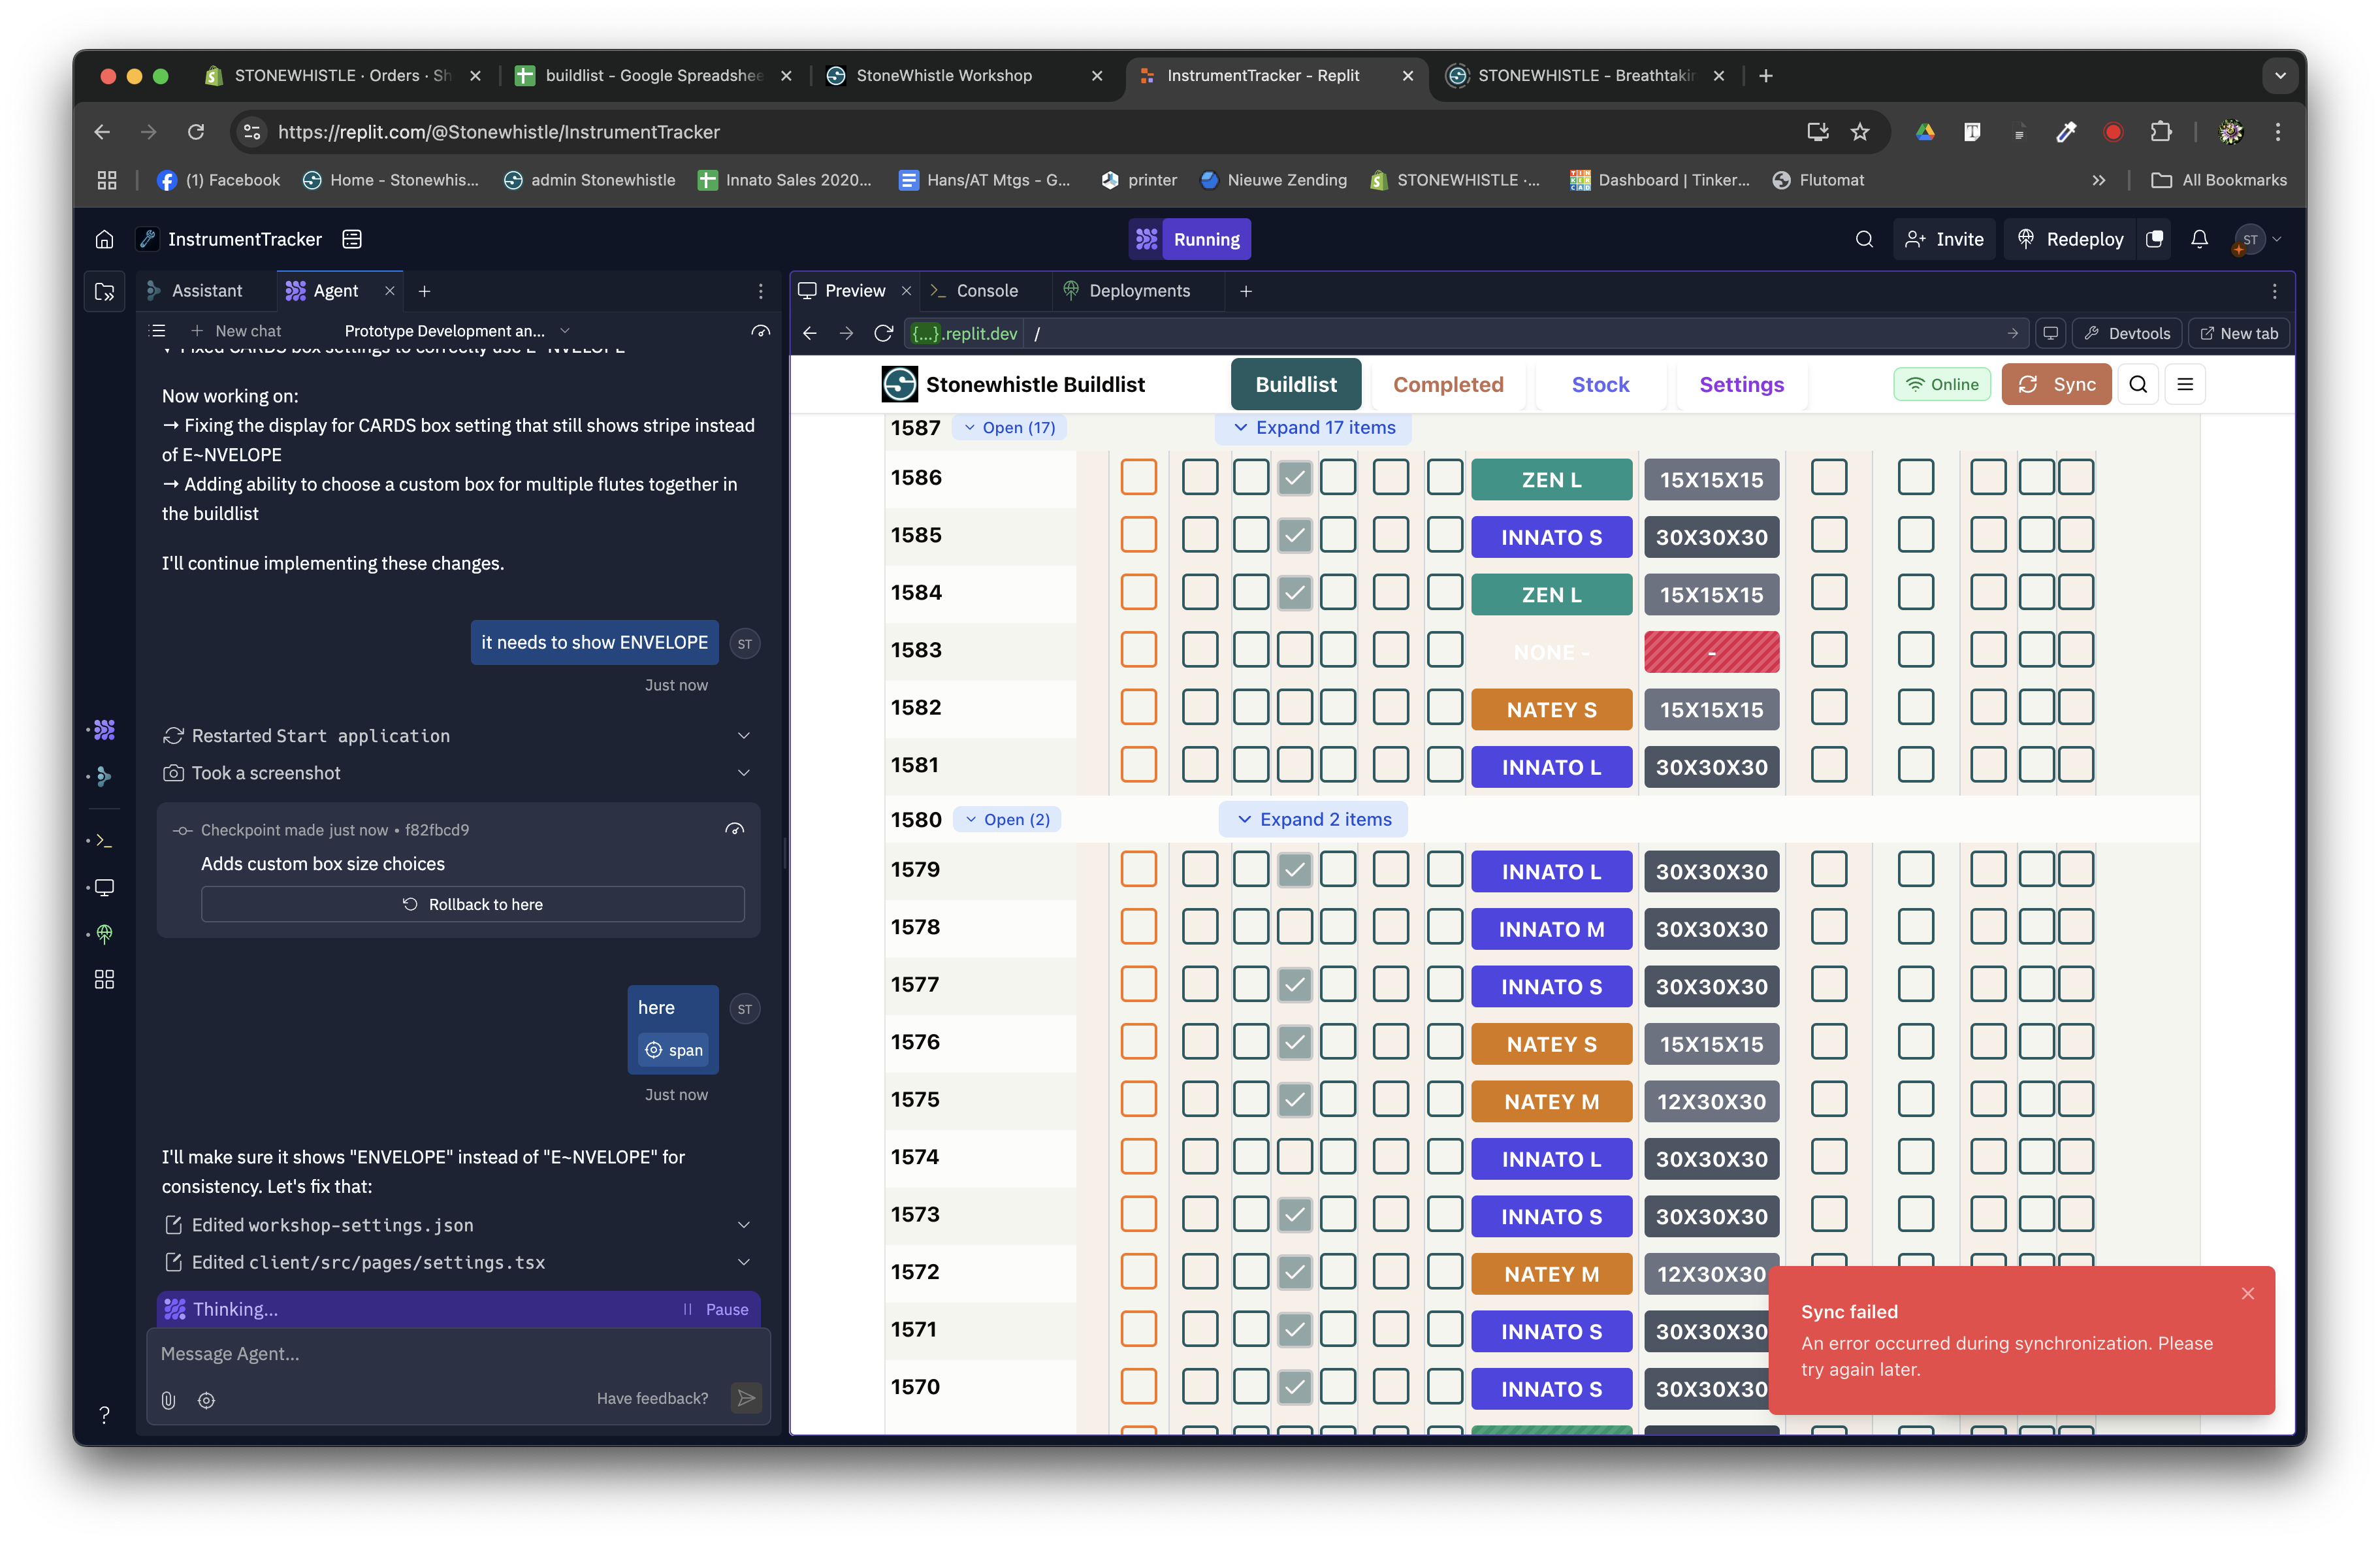 STONEWHISTLE · Orders · Sh
buildlist - Google Spreadshee
StoneWhistle Workshop
InstrumentTracker - Replit
STONEWHISTLE - Breathtakin
https://replit.com/@Stonewhistle/InstrumentTracker
(1) Facebook
Home - Stonewhis...
admin Stonewhistle
Innato Sales 2020...
Hans/AT Mtgs - G...
printer
Nieuwe Zending
STONEWHISTLE ·...
Dashboard | Tinker...
Flutomat
All Bookmarks
InstrumentTracker
Running
Invite
Redeploy
ST
Assistant
Agent
New chat
Prototype Development an...
Fixed CARDS box settings to correctly use E~NVELOPE
Now working on:
→ Fixing the display for CARDS box setting that still shows stripe instead
of E~NVELOPE
→ Adding ability to choose a custom box for multiple flutes together in
the buildlist
I'll continue implementing these changes.
it needs to show ENVELOPE
ST
Just now
Restarted Start application
Took a screenshot
Checkpoint made just now • f82fbcd9
Adds custom box size choices
Rollback to here
here
span
ST
Just now
I'll make sure it shows "ENVELOPE" instead of "E~NVELOPE" for
consistency. Let's fix that:
Edited workshop-settings.json
Edited client/src/pages/settings.tsx
Thinking...
Pause
Message Agent...
Have feedback?
Preview
Console
Deployments
{...}.replit.dev /
Devtools
New tab
Stonewhistle Buildlist
Buildlist
Completed
Stock
Settings
Online
Sync
1587 Open (17) Expand 17 items
1586 ZEN L 15X15X15
1585 INNATO S 30X30X30
1584 ZEN L 15X15X15
1583 NONE - -
1582 NATEY S 15X15X15
1581 INNATO L 30X30X30
1580 Open (2) Expand 2 items
1579 INNATO L 30X30X30
1578 INNATO M 30X30X30
1577 INNATO S 30X30X30
1576 NATEY S 15X15X15
1575 NATEY M 12X30X30
1574 INNATO L 30X30X30
1573 INNATO S 30X30X30
1572 NATEY M 12X30X30
1571 INNATO S 30X30X30
1570 INNATO S 30X30X30
Sync failed
An error occurred during synchronization. Please
try again later.